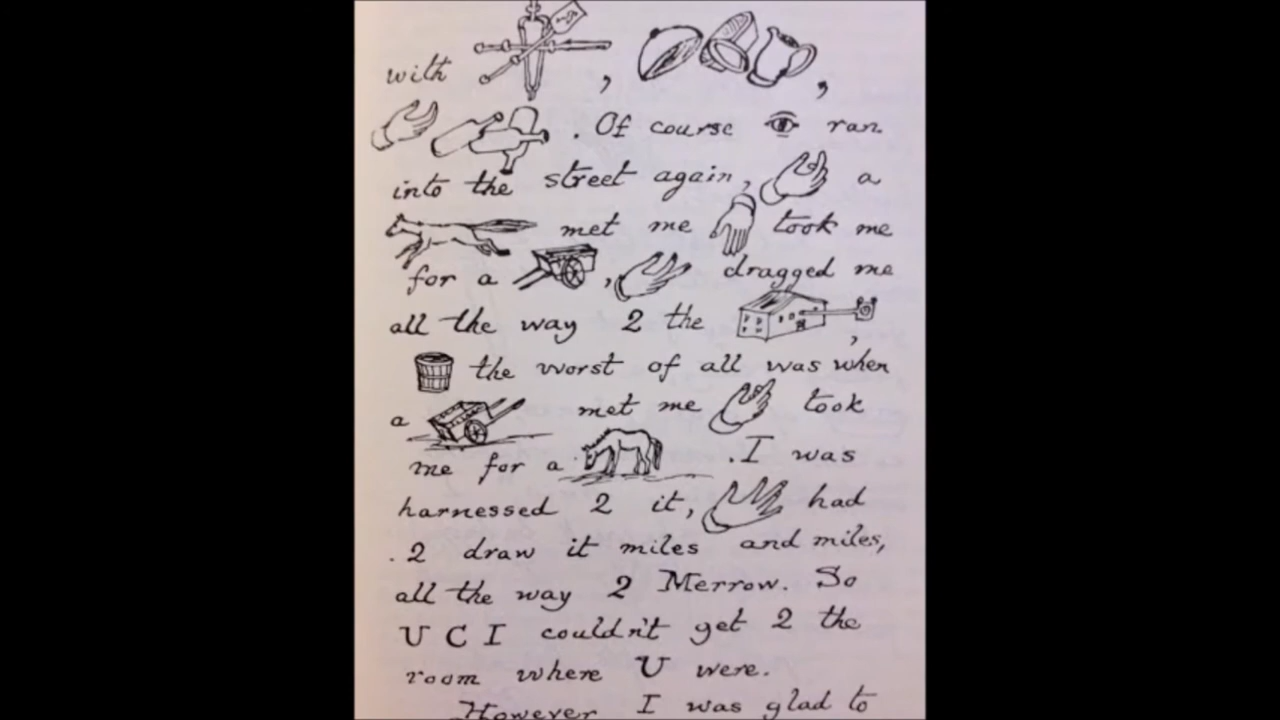 with , ,
. Of course ran
into the street again, a
met me took me
for a , dragged me
all the way 2 the ,
the worst of all was when
a met me took
me for a . I was
harnessed 2 it, had
2 draw it miles and miles,
all the way 2 Merrow. So
U C I couldn't get 2 the
room where U were.
However I was glad to